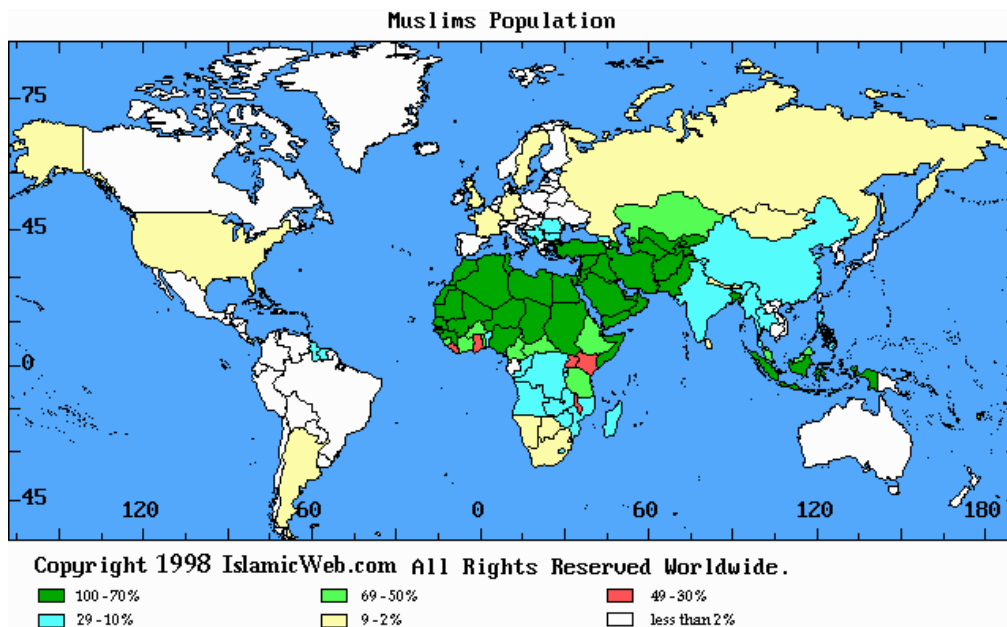 Muslims Population
75
45
0
45
120 60 0 60 120 180
Copyright 1998 IslamicWeb.com All Rights Reserved Worldwide.
100-70% 69-50% 49-30%
29-10% 9-2% less than 2%